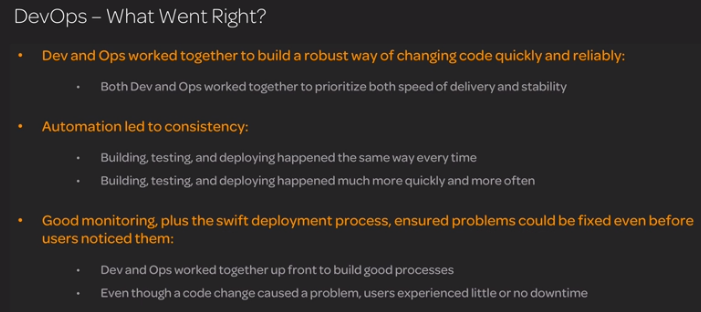 DevOps – What Went Right?
• Dev and Ops worked together to build a robust way of changing code quickly and reliably:
• Both Dev and Ops worked together to prioritize both speed of delivery and stability
• Automation led to consistency:
• Building, testing, and deploying happened the same way every time
• Building, testing, and deploying happened much more quickly and more often
• Good monitoring, plus the swift deployment process, ensured problems could be fixed even before
users noticed them:
• Dev and Ops worked together up front to build good processes
• Even though a code change caused a problem, users experienced little or no downtime